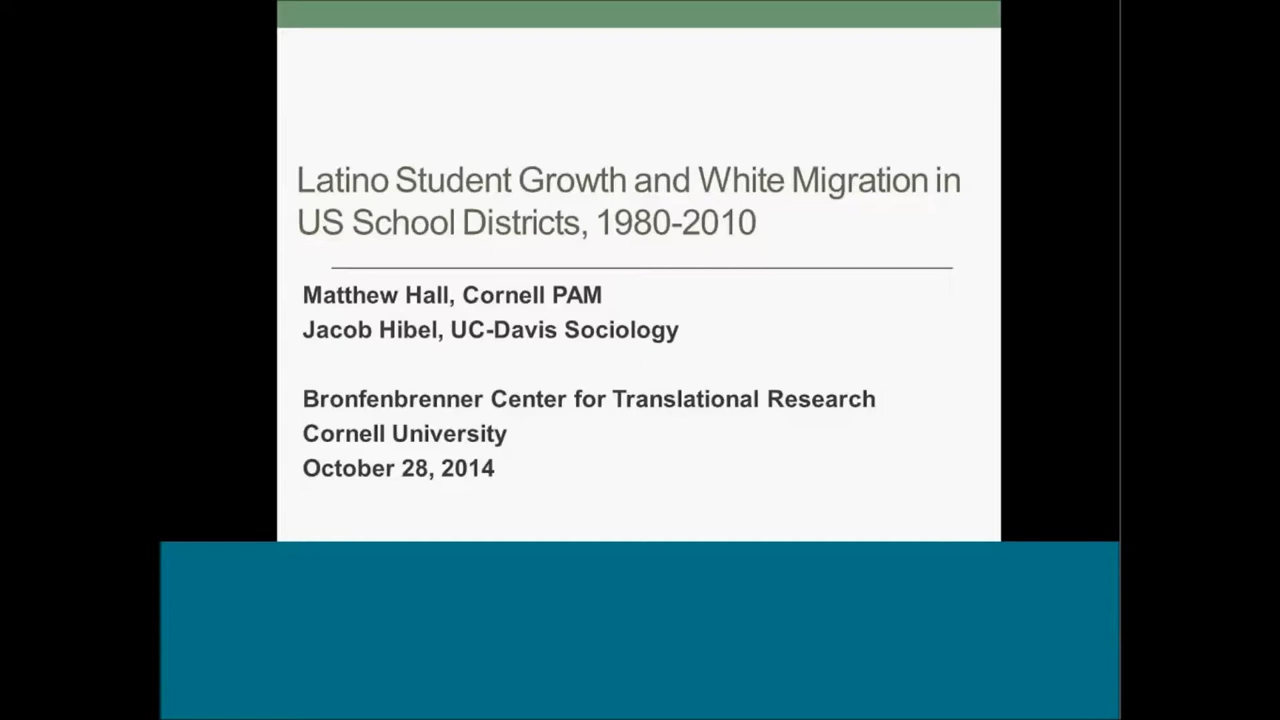 Latino Student Growth and White Migration in
US School Districts, 1980-2010
Matthew Hall, Cornell PAM
Jacob Hibel, UC-Davis Sociology
Bronfenbrenner Center for Translational Research
Cornell University
October 28, 2014